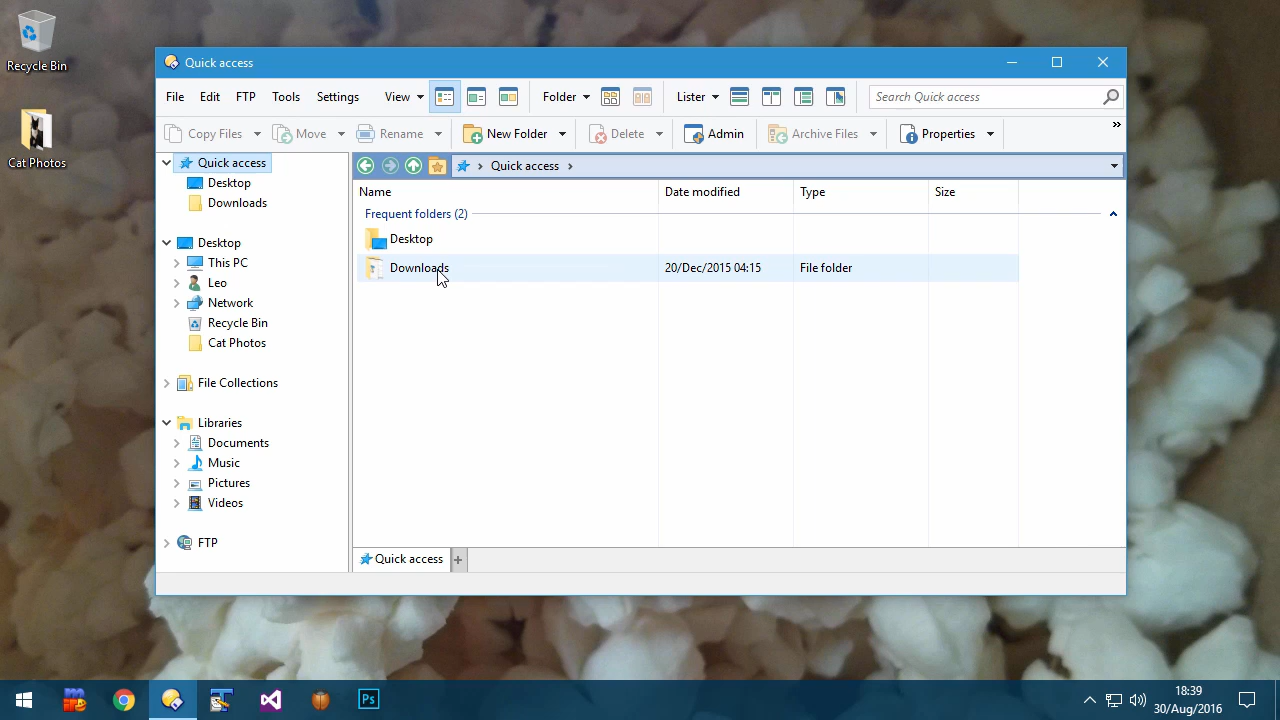 Recycle Bin
Cat Photos
Quick access
File Edit FTP Tools Settings View Folder Lister Search Quick access
Copy Files Move Rename New Folder Delete Admin Archive Files Properties »
Quick access
Desktop
Downloads
Desktop
This PC
Leo
Network
Recycle Bin
Cat Photos
File Collections
Libraries
Documents
Music
Pictures
Videos
FTP
Quick access
Name Date modified Type Size
Frequent folders (2)
Desktop
Downloads 20/Dec/2015 04:15 File folder
Quick access +
Ps
18:39
30/Aug/2016